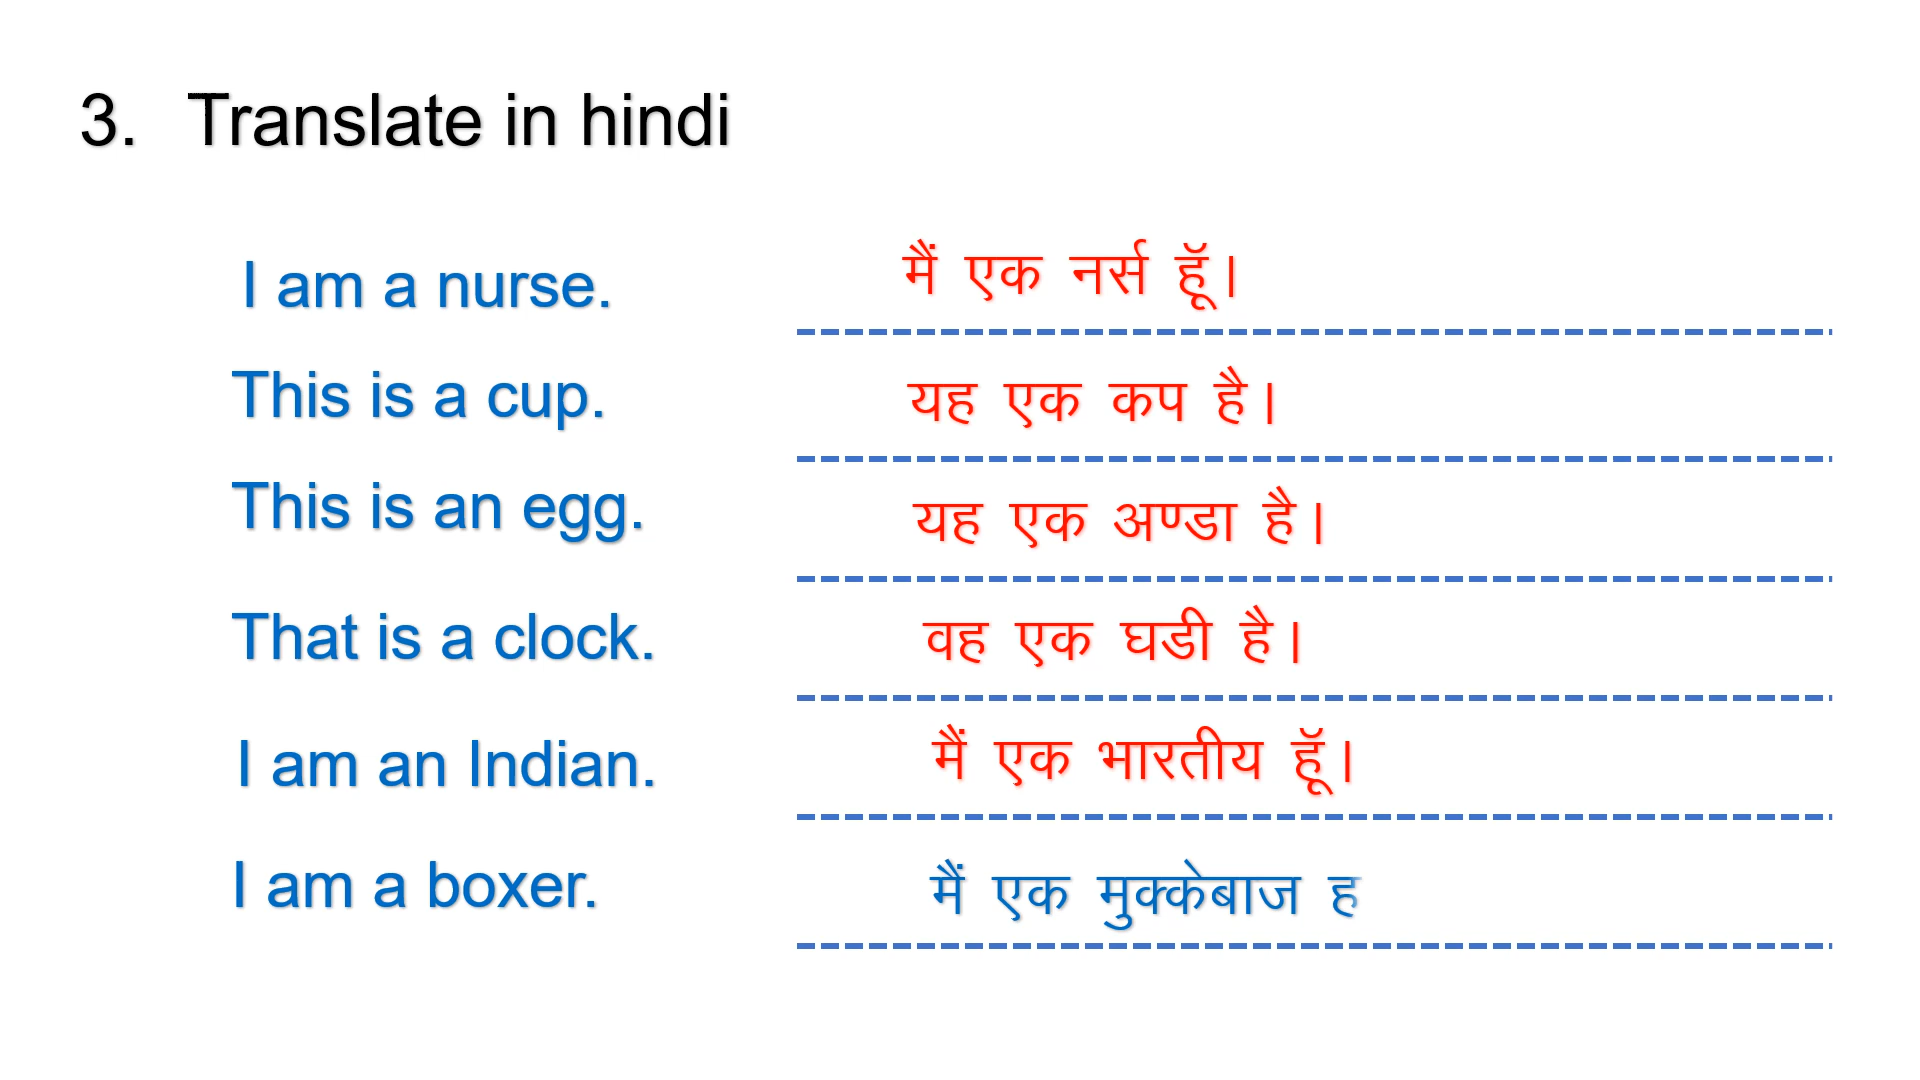 3. Translate in hindi
I am a nurse. मैं एक नर्स हूॅ।
This is a cup. यह एक कप है।
This is an egg. यह एक अण्डा है।
That is a clock. वह एक घडी है।
I am an Indian. मैं एक भारतीय हूॅ।
I am a boxer. मैं एक मुक्केबाज ह